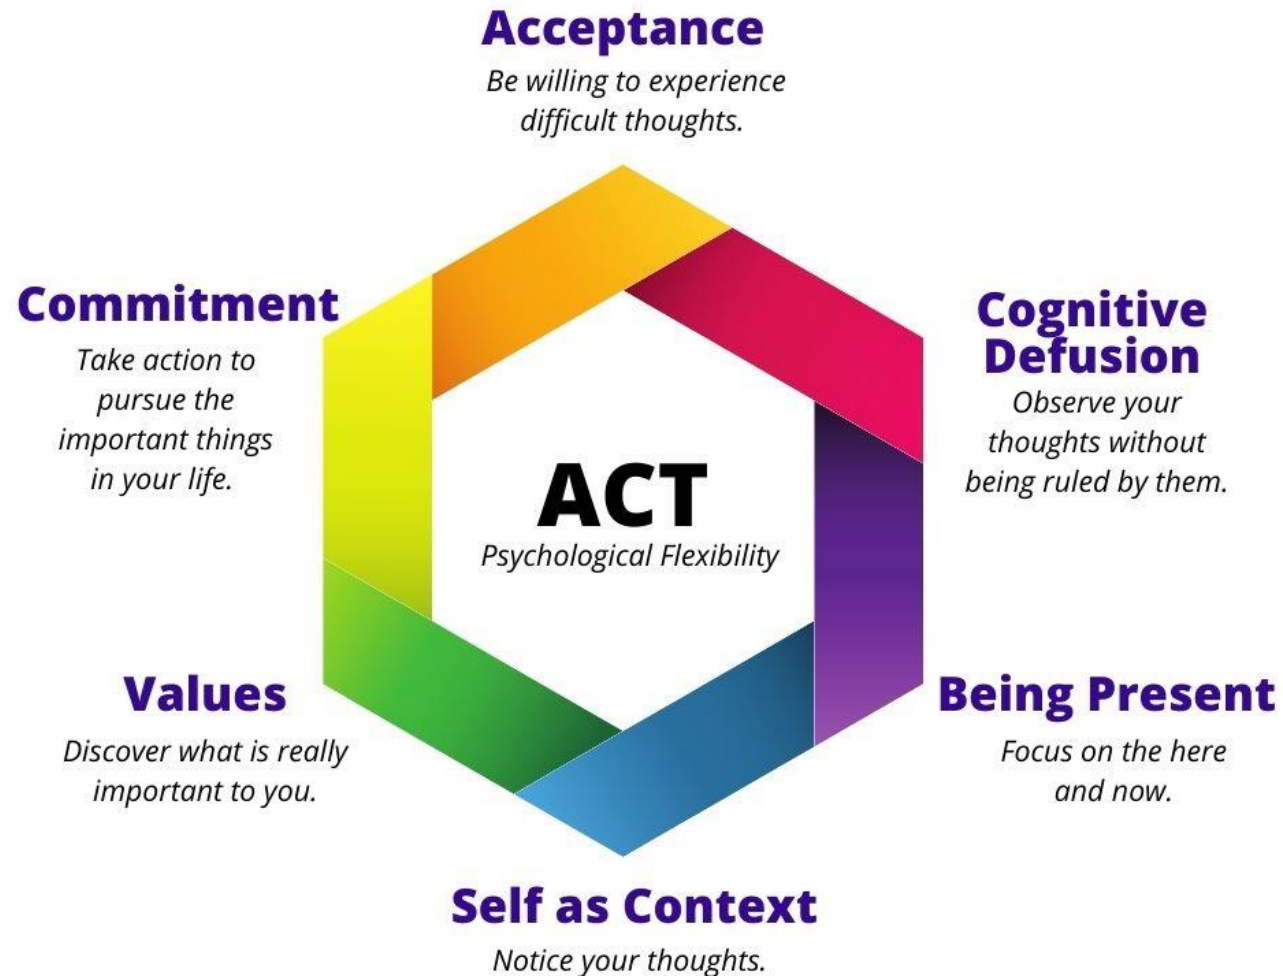 Acceptance
Be willing to experience
difficult thoughts.
Commitment
Take action to
pursue the
important things
in your life.
Cognitive
Defusion
Observe your
thoughts without
being ruled by them.
ACT
Psychological Flexibility
Values
Discover what is really
important to you.
Being Present
Focus on the here
and now.
Self as Context
Notice your thoughts.